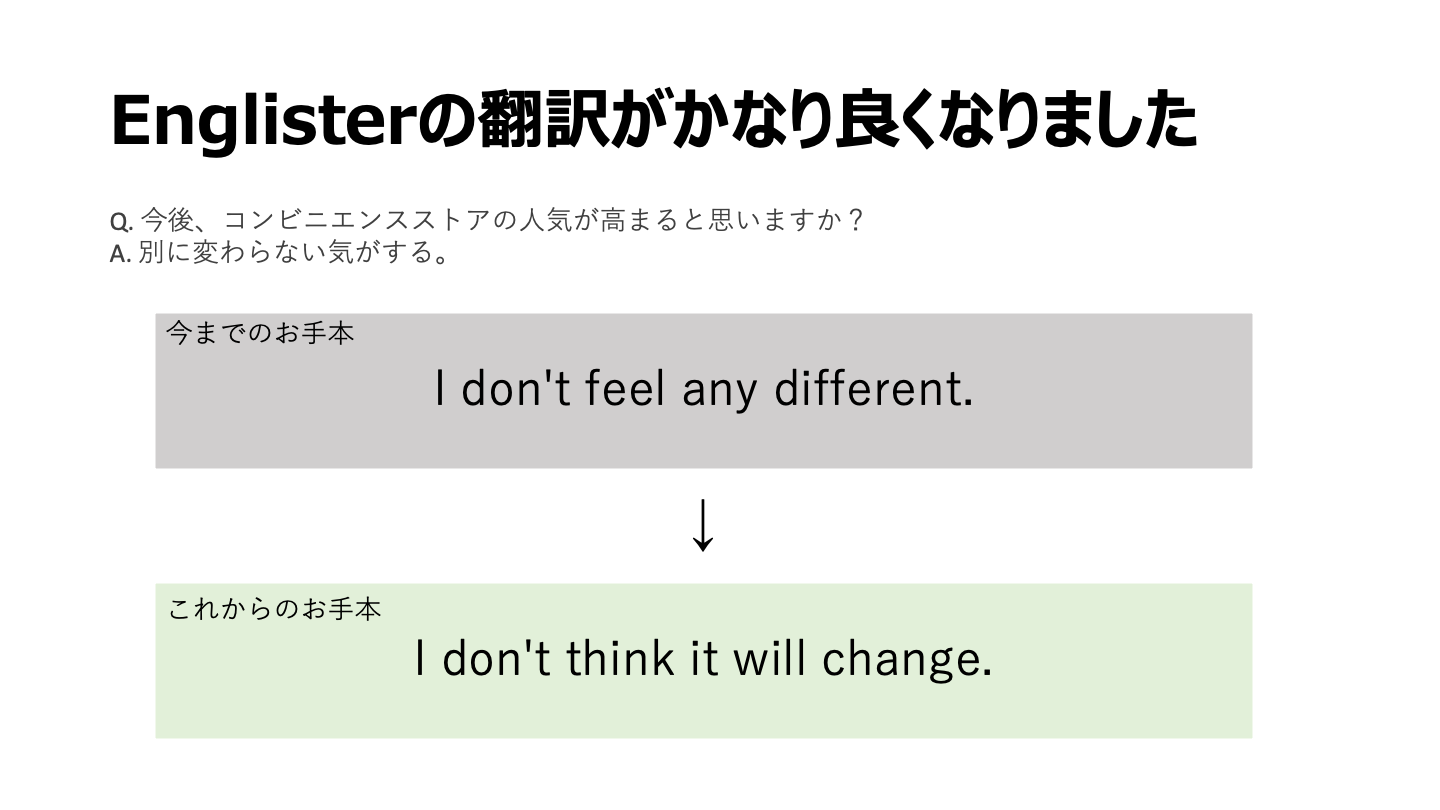 Englisterの翻訳がかなり良くなりました
Q. 今後、コンビニエンスストアの人気が高まると思いますか？
A. 別に変わらない気がする。
今までのお手本
I don't feel any different.
↓
これからのお手本
I don't think it will change.